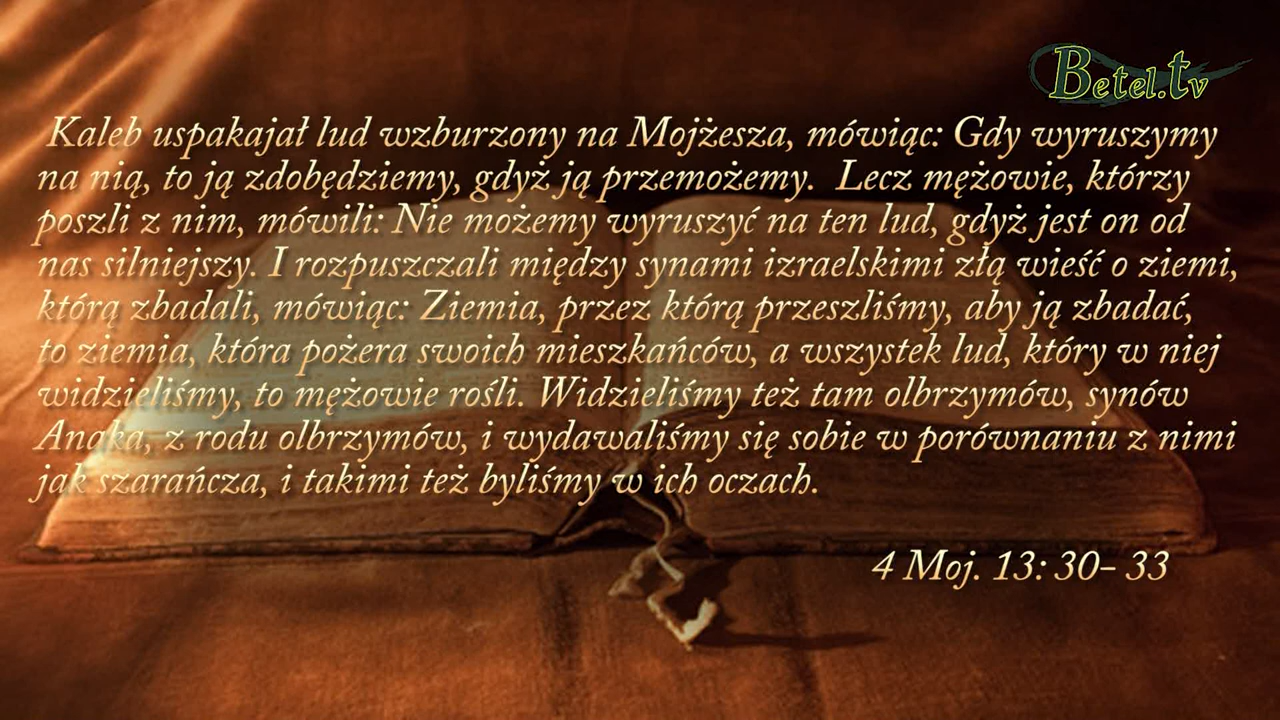 Betel.tv
Kaleb uspakajał lud wzburzony na Mojżesza, mówiąc: Gdy wyruszymy
na nią, to ją zdobędziemy, gdyż ją przemożemy. Lecz mężowie, którzy
poszli z nim, mówili: Nie możemy wyruszyć na ten lud, gdyż jest on od
nas silniejszy. I rozpuszczali między synami izraelskimi złą wieść o ziemi,
którą zbadali, mówiąc: Ziemia, przez którą przeszliśmy, aby ją zbadać,
to ziemia, która pożera swoich mieszkańców, a wszystek lud, który w niej
widzieliśmy, to mężowie rośli. Widzieliśmy też tam olbrzymów, synów
Anaka, z rodu olbrzymów, i wydawaliśmy się sobie w porównaniu z nimi
jak szarańcza, i takimi też byliśmy w ich oczach.
4 Moj. 13: 30- 33